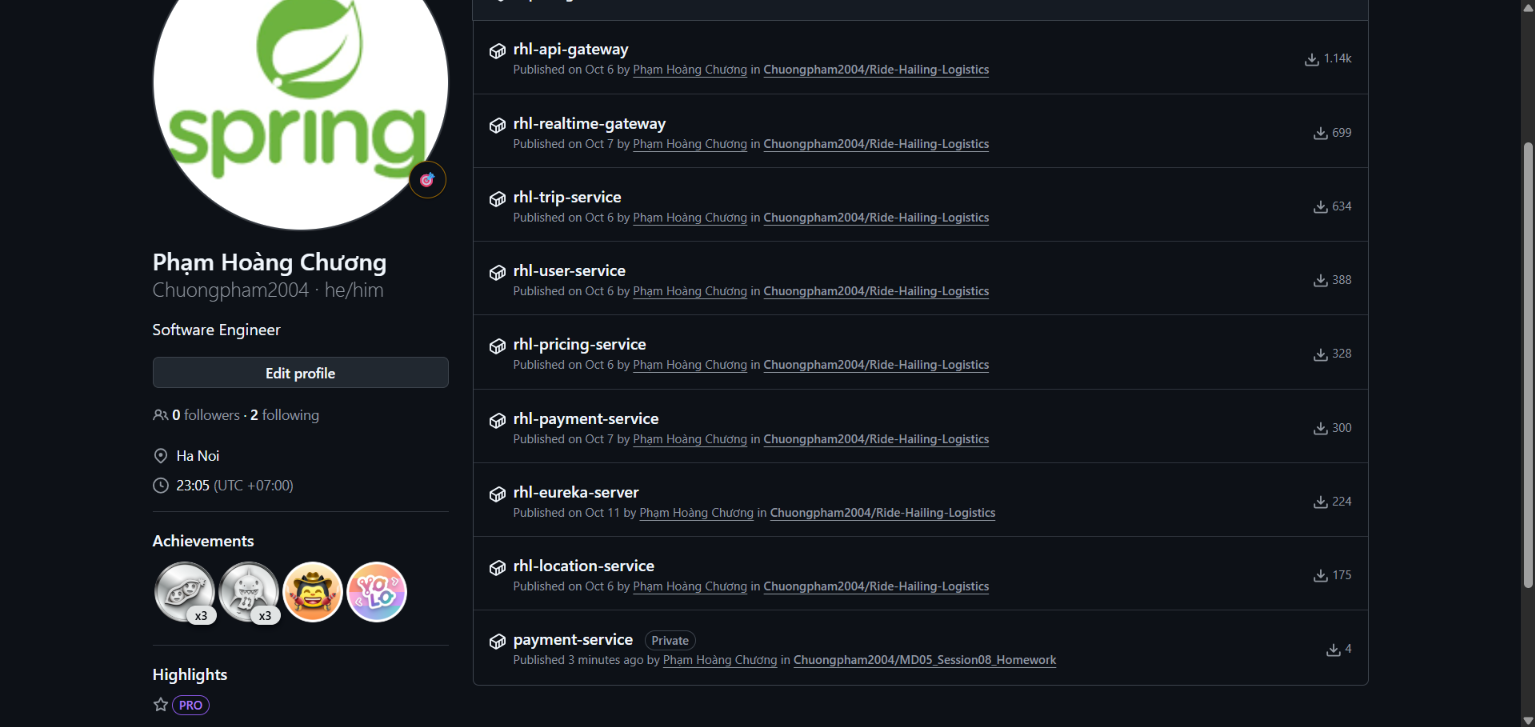 spring
Phạm Hoàng Chương
Chuongpham2004 · he/him
Software Engineer
Edit profile
0 followers · 2 following
Ha Noi
23:05 (UTC +07:00)
Achievements
x3
x3
YOLO
Highlights
PRO
rhl-api-gateway
1.14k
Published on Oct 6 by Phạm Hoàng Chương in Chuongpham2004/Ride-Hailing-Logistics
rhl-realtime-gateway
699
Published on Oct 7 by Phạm Hoàng Chương in Chuongpham2004/Ride-Hailing-Logistics
rhl-trip-service
634
Published on Oct 6 by Phạm Hoàng Chương in Chuongpham2004/Ride-Hailing-Logistics
rhl-user-service
388
Published on Oct 6 by Phạm Hoàng Chương in Chuongpham2004/Ride-Hailing-Logistics
rhl-pricing-service
328
Published on Oct 6 by Phạm Hoàng Chương in Chuongpham2004/Ride-Hailing-Logistics
rhl-payment-service
300
Published on Oct 7 by Phạm Hoàng Chương in Chuongpham2004/Ride-Hailing-Logistics
rhl-eureka-server
224
Published on Oct 11 by Phạm Hoàng Chương in Chuongpham2004/Ride-Hailing-Logistics
rhl-location-service
175
Published on Oct 6 by Phạm Hoàng Chương in Chuongpham2004/Ride-Hailing-Logistics
payment-service Private
4
Published 3 minutes ago by Phạm Hoàng Chương in Chuongpham2004/MD05_Session08_Homework